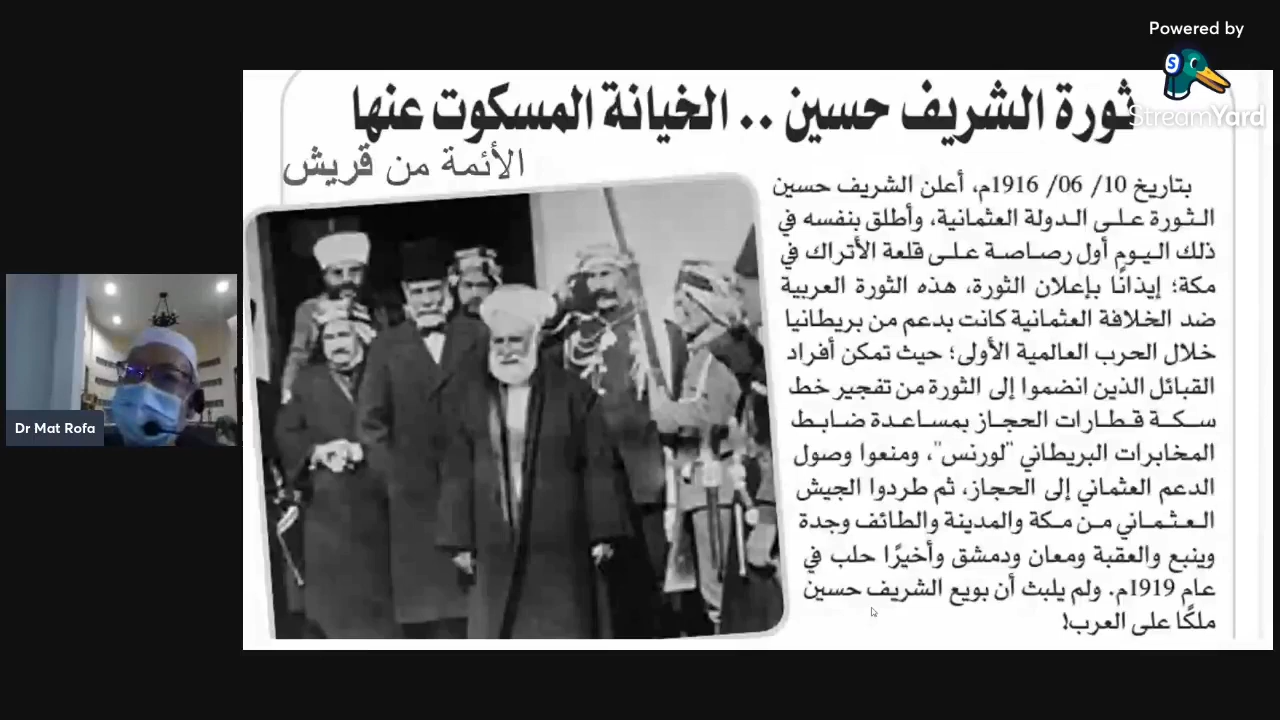 Powered by
StreamYard
ثورة الشريف حسين .. الخيانة المسكوت عنها
الأئمة من قريش
بتاريخ 10/ 06/ 1916م، أعلن الشريف حسين
الثورة على الدولة العثمانية، وأطلق بنفسه في
ذلك اليوم أول رصاصة على قلعة الأتراك في
مكة؛ إيذانًا بإعلان الثورة، هذه الثورة العربية
ضد الخلافة العثمانية كانت بدعم من بريطانيا
خلال الحرب العالمية الأولى؛ حيث تمكن أفراد
القبائل الذين انضموا إلى الثورة من تفجير خط
سكة قطارات الحجاز بمساعدة ضابط
المخابرات البريطاني "لورنس"، ومنعوا وصول
الدعم العثماني إلى الحجاز، ثم طردوا الجيش
العثماني من مكة والمدينة والطائف وجدة
وينبع والعقبة ومعان ودمشق وأخيرًا حلب في
عام 1919م. ولم يلبث أن بويع الشريف حسين
ملكًا على العرب!
Dr Mat Rofa